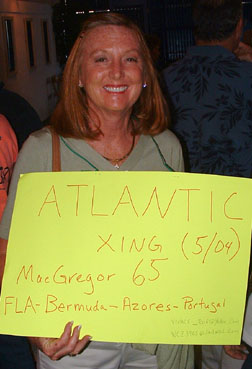 ATLANTIC
XING (5/04)
MacGregor 65
FLA-Bermuda-Azores-Portugal